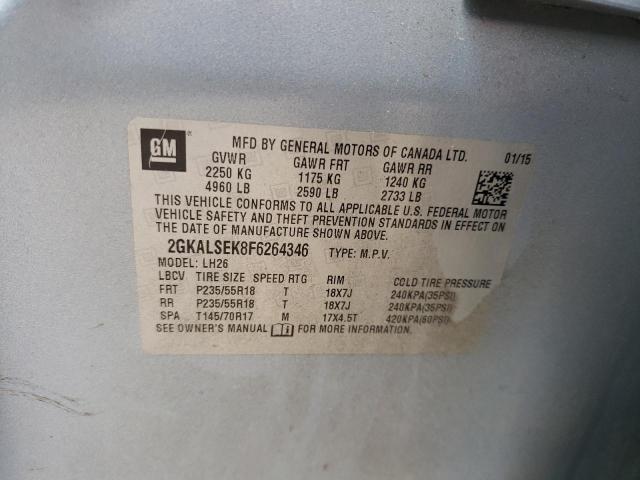 GM
MFD BY GENERAL MOTORS OF CANADA LTD. 01/15
GVWR GAWR FRT GAWR RR
2250 KG 1175 KG 1240 KG
4960 LB 2590 LB 2733 LB
THIS VEHICLE CONFORMS TO ALL APPLICABLE U.S. FEDERAL MOTOR
VEHICLE SAFETY AND THEFT PREVENTION STANDARDS IN EFFECT ON
THE DATE OF MANUFACTURE SHOWN ABOVE.
2GKALSEK8F6264346 TYPE: M.P.V.
MODEL: LH26
LBCV TIRE SIZE SPEED RTG RIM COLD TIRE PRESSURE
FRT P235/55R18 T 18X7J 240KPA(35PSI)
RR P235/55R18 T 18X7J 240KPA(35PSI)
SPA T145/70R17 M 17X4.5T 420KPA(60PSI)
SEE OWNER'S MANUAL FOR MORE INFORMATION.